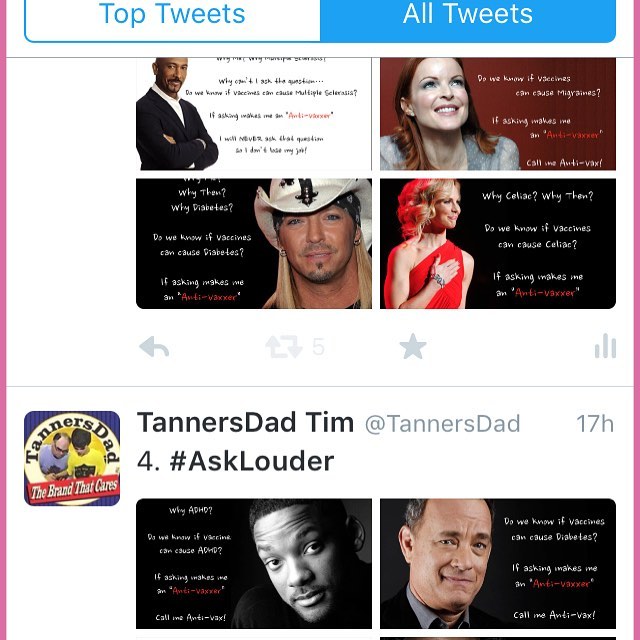 Top Tweets
All Tweets
Why Me? Why Multiple Sclerosis?
Why can't I ask the question...
Do we know if Vaccines can cause Multiple Sclerosis?
If asking makes me an "Anti-vaxxer"
I will NEVER ask that question
so I don't lose my job!
Do we know if Vaccines
can cause Migraines?
If asking makes me
an "Anti-vaxxer"
Call me Anti-Vax!
Why Me?
Why Then?
Why Diabetes?
Do we know if Vaccines
can cause Diabetes?
If asking makes me
an "Anti-vaxxer"
Why Celiac? Why Then?
Do we know if Vaccines
can cause Celiac?
If asking makes me
an "Anti-vaxxer"
5
TannersDad Tim @TannersDad 17h
4. #AskLouder
TannersDad
The Brand That Cares
Why ADHD?
Do we know if Vaccine
can cause ADHD?
If asking makes me
an "Anti-vaxxer"
Call me Anti-Vax!
Do we know if Vaccines
can cause Diabetes?
If asking makes me
an "Anti-vaxxer"
Call me Anti-Vax!